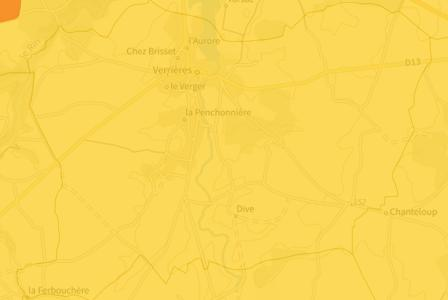 l'Aurore
Chez Brisset
Verrières
D13
le Verger
la Penchonnière
Dive
Chanteloup
la Ferbouchère